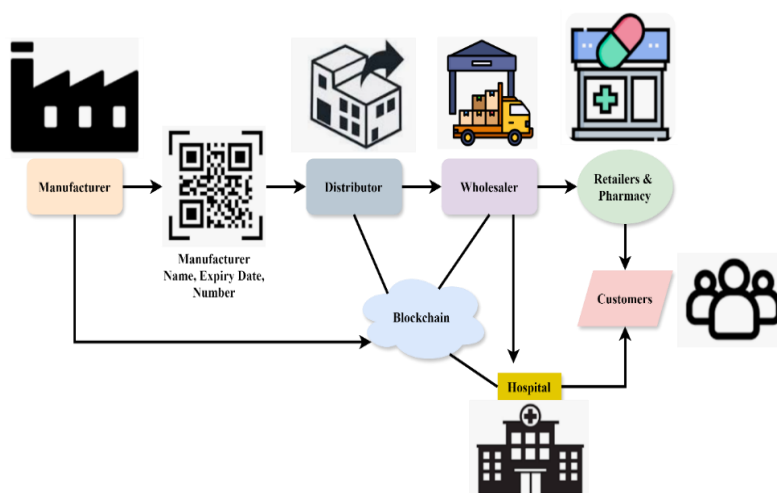 Manufacturer
Distributor
Wholesaler
Retailers &
Pharmacy
Manufacturer
Name, Expiry Date,
Number
Customers
Blockchain
Hospital